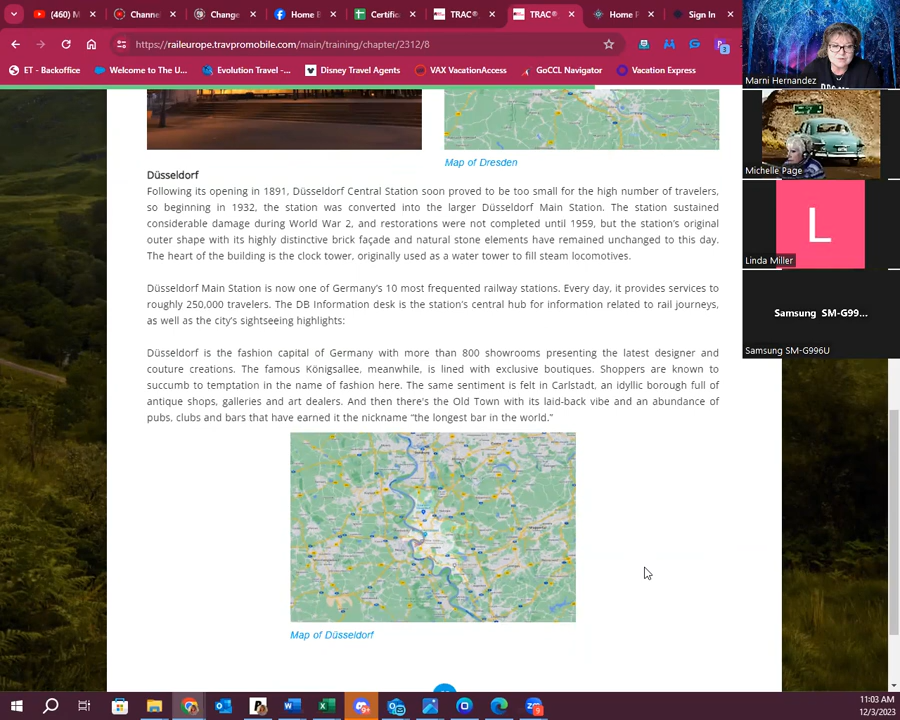 (460) M
Channel
Change
Home B
Certifica
TRAC®
TRAC®
Home P
Sign In
https://raileurope.travpromobile.com/main/training/chapter/2312/8
3
ET - Backoffice
Welcome to The U...
Evolution Travel -...
Disney Travel Agents
VAX VacationAccess
GoCCL Navigator
Vacation Express
Marni Hernandez
Michelle Page
L
Linda Miller
Samsung SM-G99...
Samsung SM-G996U
Map of Dresden
Düsseldorf
Following its opening in 1891, Düsseldorf Central Station soon proved to be too small for the high number of travelers,
so beginning in 1932, the station was converted into the larger Düsseldorf Main Station. The station sustained
considerable damage during World War 2, and restorations were not completed until 1959, but the station's original
outer shape with its highly distinctive brick façade and natural stone elements have remained unchanged to this day.
The heart of the building is the clock tower, originally used as a water tower to fill steam locomotives.
Düsseldorf Main Station is now one of Germany's 10 most frequented railway stations. Every day, it provides services to
roughly 250,000 travelers. The DB Information desk is the station's central hub for information related to rail journeys,
as well as the city's sightseeing highlights:
Düsseldorf is the fashion capital of Germany with more than 800 showrooms presenting the latest designer and
couture creations. The famous Königsallee, meanwhile, is lined with exclusive boutiques. Shoppers are known to
succumb to temptation in the name of fashion here. The same sentiment is felt in Carlstadt, an idyllic borough full of
antique shops, galleries and art dealers. And then there's the Old Town with its laid-back vibe and an abundance of
pubs, clubs and bars that have earned it the nickname "the longest bar in the world."
Map of Düsseldorf
11:03 AM
12/3/2023